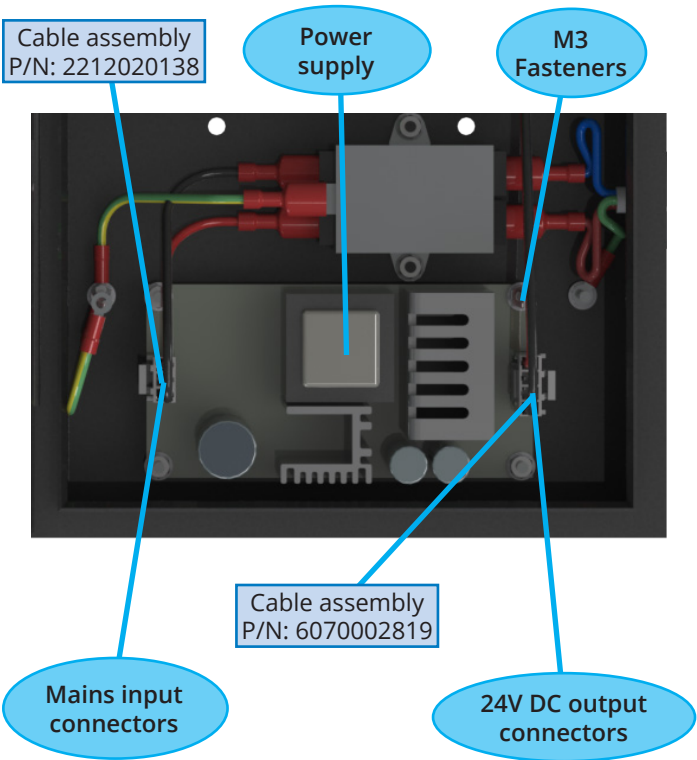 Cable assembly
P/N: 2212020138
Power
supply
M3
Fasteners
Cable assembly
P/N: 6070002819
Mains input
connectors
24V DC output
connectors